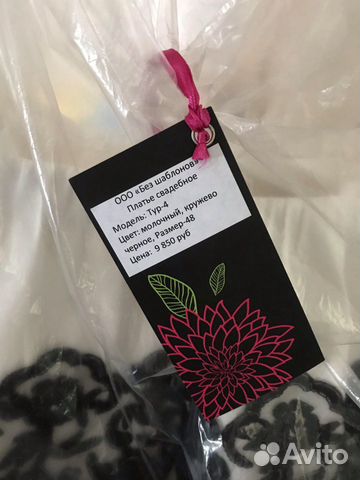 ООО «Без шаблонов»
Платье свадебное
Модель: Тур-4
Цвет: молочный, кружево
черное, Размер-48
Цена: 9 850 руб
Avito